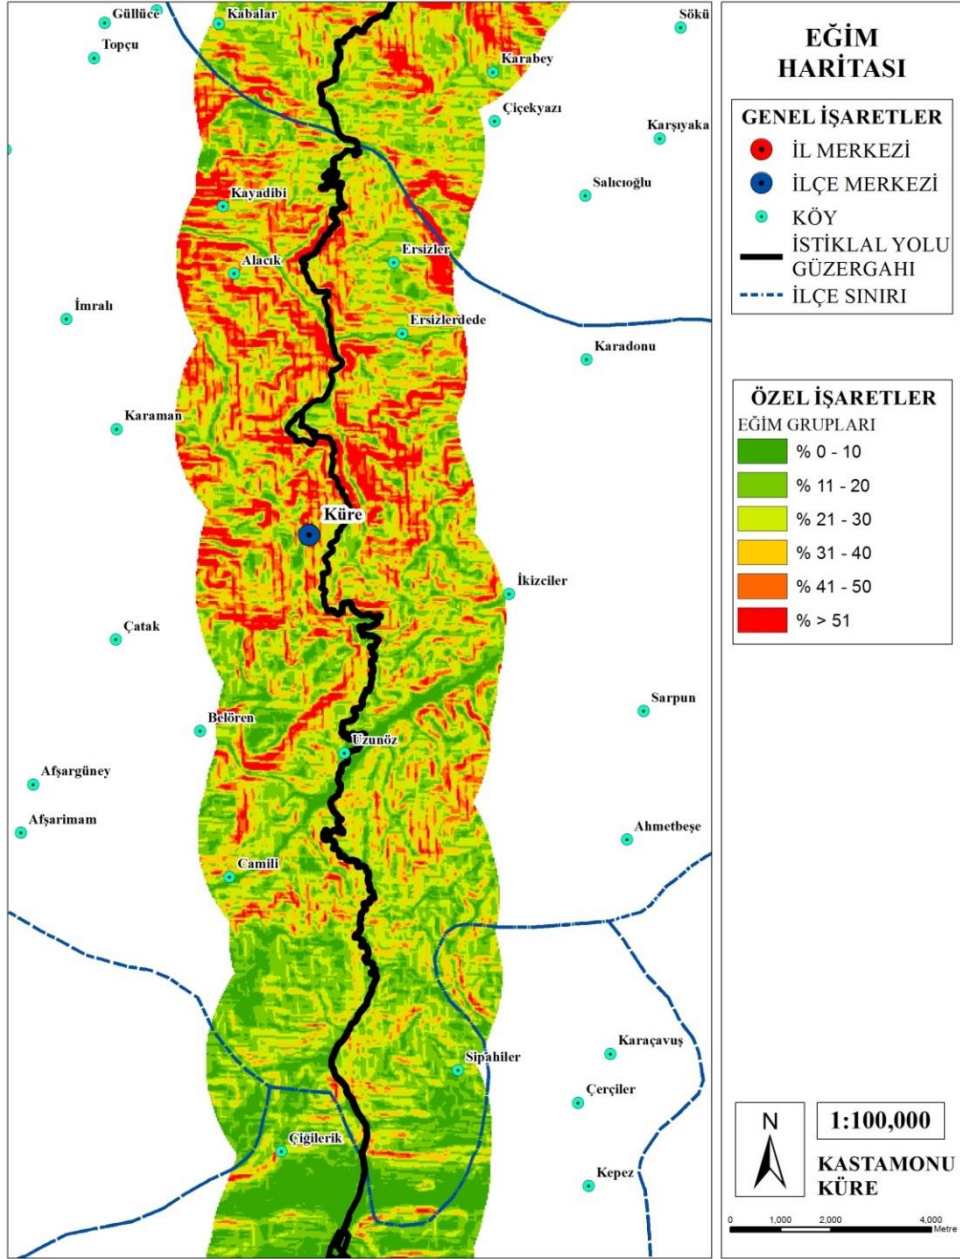 Güllüce
Kabalar
Sökü
Topçu
Karabey
Çiçekyazı
Karşıyaka
Kayadibi
Salıcıoğlu
Ersizler
Alacık
İmralı
Ersizlerdede
Karadonu
Karaman
Küre
İkizciler
Çatak
Sarpun
Belören
Uzunöz
Afşargüney
Afşarimam
Ahmetbeşe
Camili
Karaçavuş
Sipahiler
Çerçiler
Çiğilerik
Kepez
EĞİM
HARİTASI
GENEL İŞARETLER
İL MERKEZİ
İLÇE MERKEZİ
KÖY
İSTİKLAL YOLU
GÜZERGAHI
İLÇE SINIRI
ÖZEL İŞARETLER
EĞİM GRUPLARI
% 0 - 10
% 11 - 20
% 21 - 30
% 31 - 40
% 41 - 50
% > 51
N
1:100,000
KASTAMONU
KÜRE
0 1,000 2,000 4,000
Metre